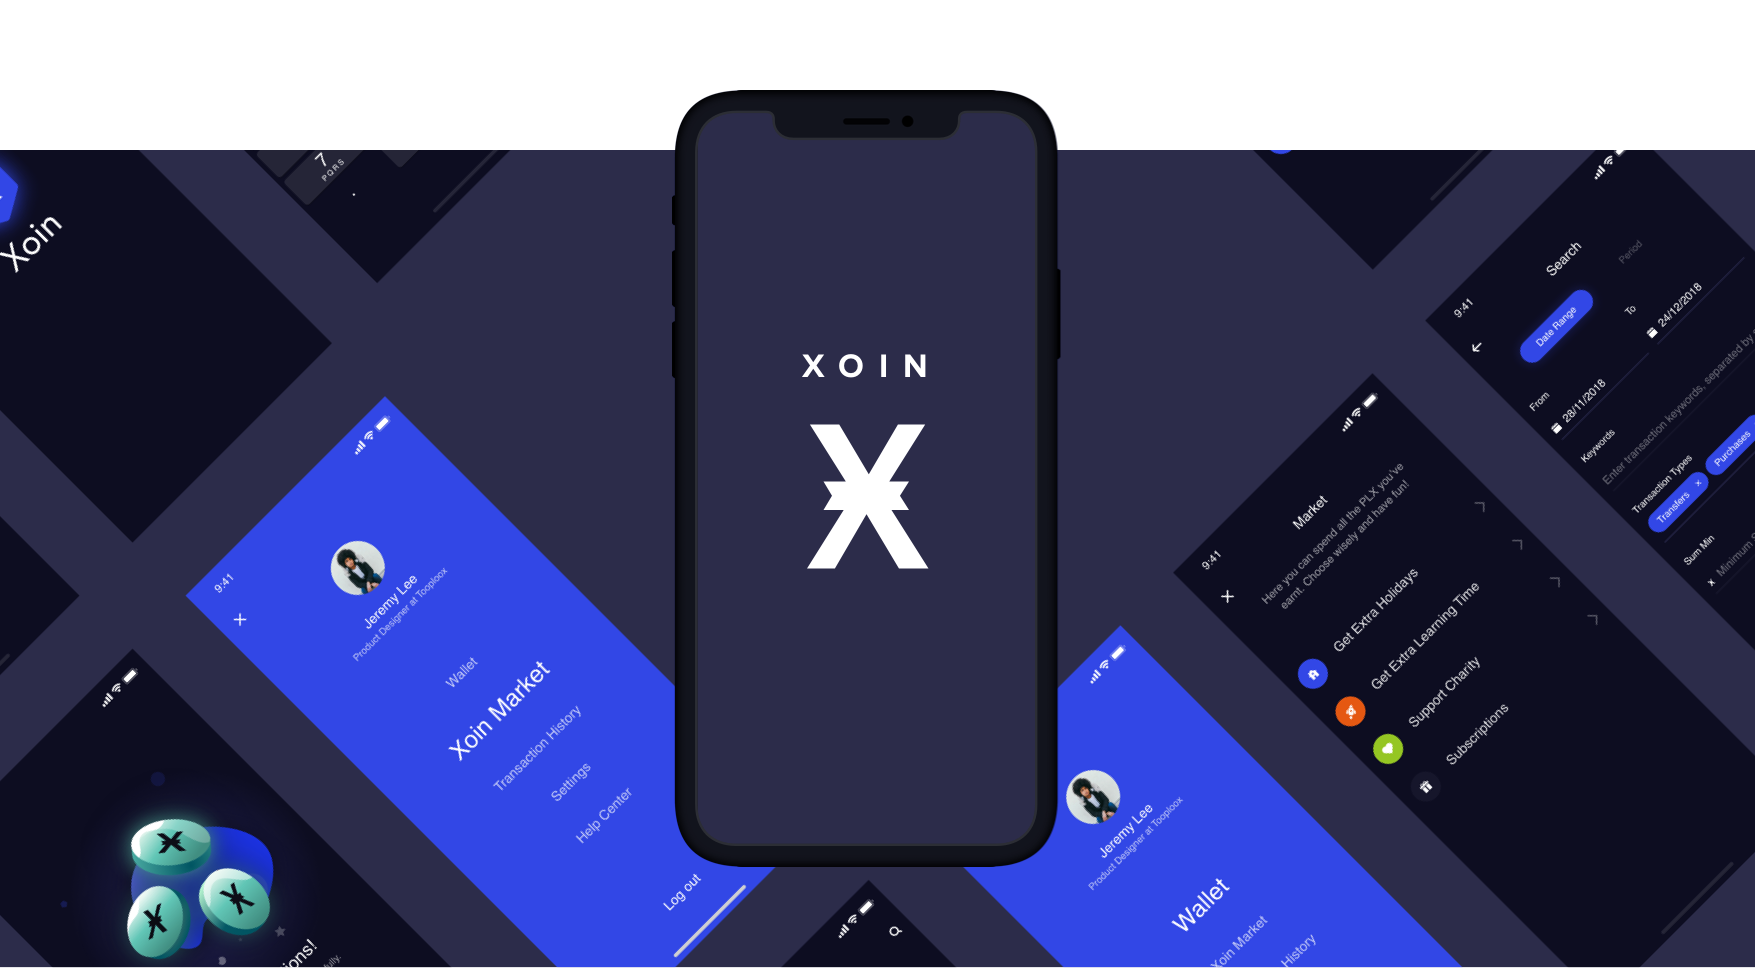 7
PQRS
Xoin
XOIN
9:41
Jeremy Lee
Product Designer at Tooploox
Wallet
Xoin Market
Transaction History
Settings
Help Center
Log out
9:41
Search
Period
Date Range
To
24/12/2018
From
28/11/2018
Keywords
Enter transaction keywords, separated by
Transaction Types
Transfers x
Purchases
Sum Min
x Minimum
9:41
Market
Here you can spend all the PLX you've
earnt. Choose wisely and have fun!
Get Extra Holidays
Get Extra Learning Time
Support Charity
Subscriptions
Jeremy Lee
Product Designer at Tooploox
Wallet
Xoin Market
History